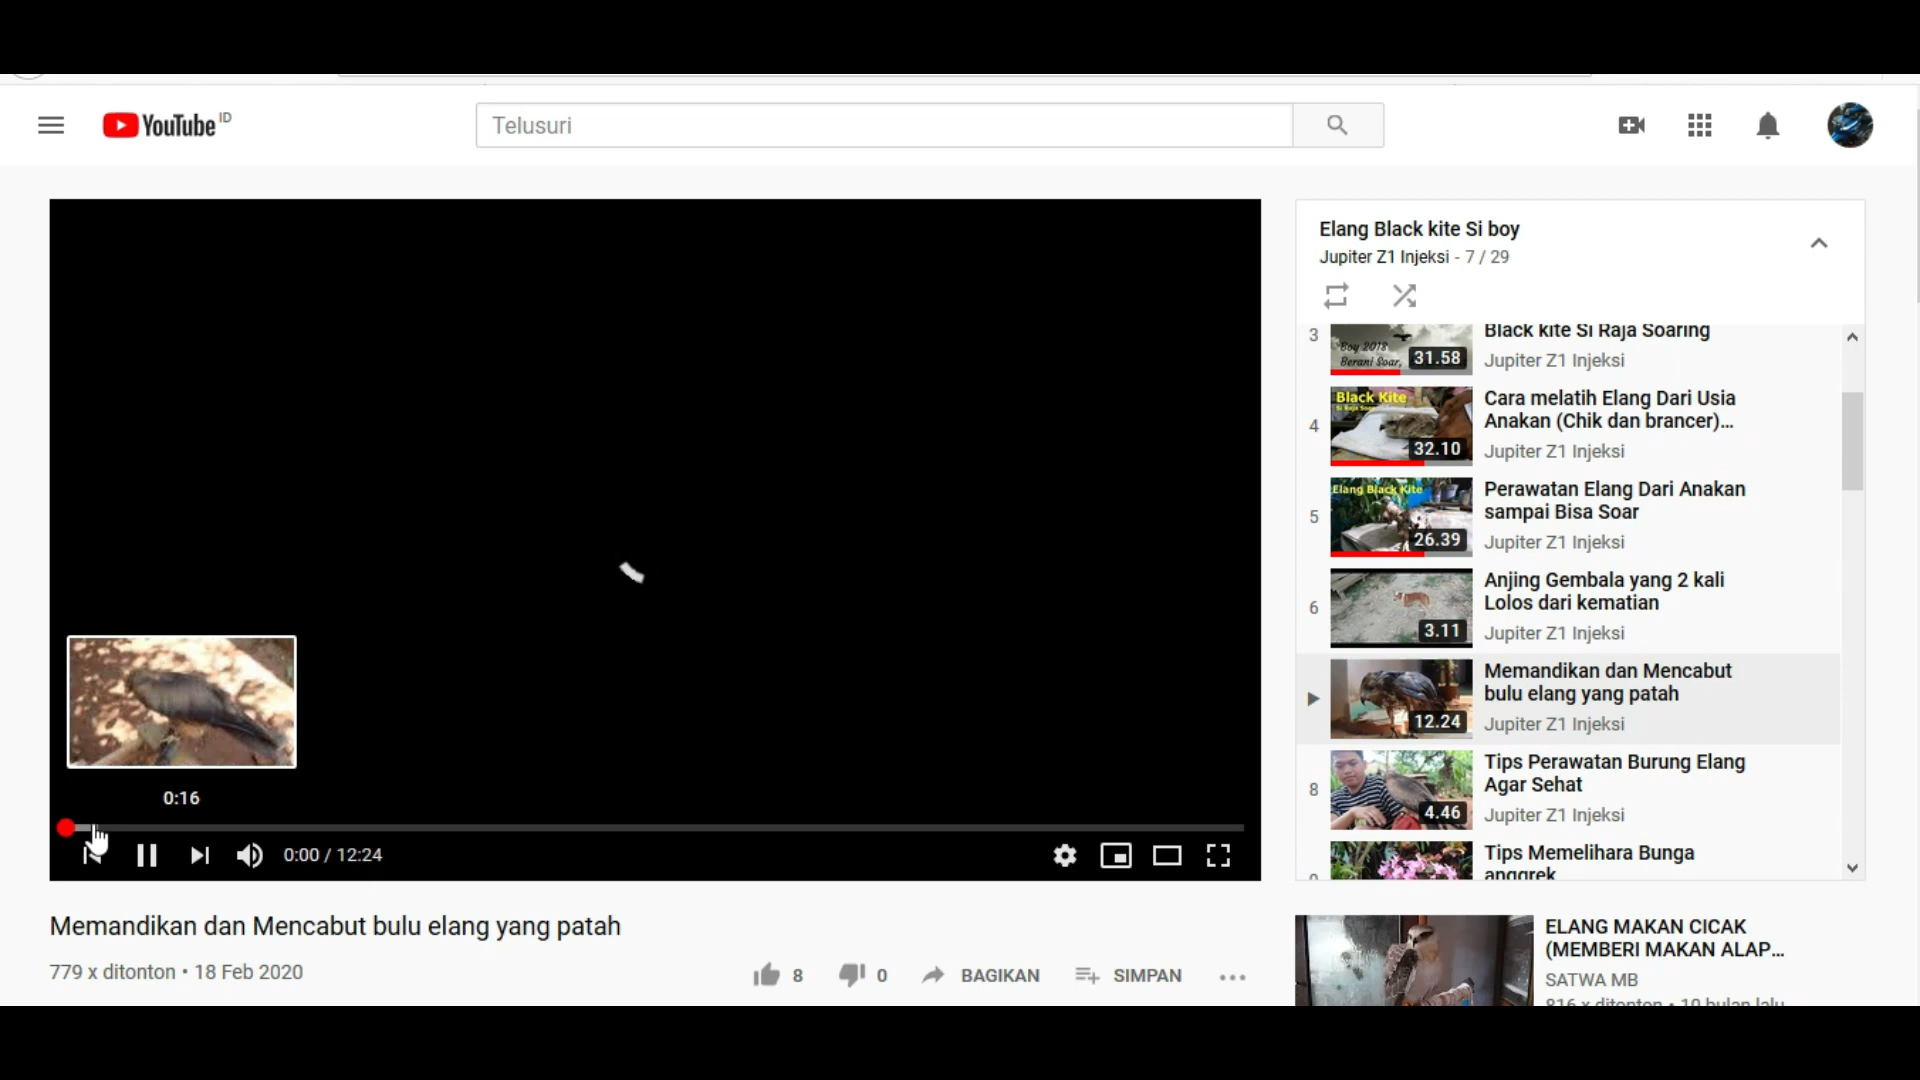 YouTube ID
Telusuri
Elang Black kite Si boy
Jupiter Z1 Injeksi - 7 / 29
3
Boy 2018
Berani Soar,
31.58
Black kite Si Raja Soaring
Jupiter Z1 Injeksi
4
Black Kite
32.10
Cara melatih Elang Dari Usia
Anakan (Chik dan brancer)...
Jupiter Z1 Injeksi
5
Elang Black Kite
26.39
Perawatan Elang Dari Anakan
sampai Bisa Soar
Jupiter Z1 Injeksi
6
3.11
Anjing Gembala yang 2 kali
Lolos dari kematian
Jupiter Z1 Injeksi
12.24
Memandikan dan Mencabut
bulu elang yang patah
Jupiter Z1 Injeksi
8
4.46
Tips Perawatan Burung Elang
Agar Sehat
Jupiter Z1 Injeksi
Tips Memelihara Bunga
anggrek
0:16
0:00 / 12:24
Memandikan dan Mencabut bulu elang yang patah
779 x ditonton • 18 Feb 2020
8
0
BAGIKAN
SIMPAN
ELANG MAKAN CICAK
(MEMBERI MAKAN ALAP...
SATWA MB
816 x ditonton • 10 bulan lalu